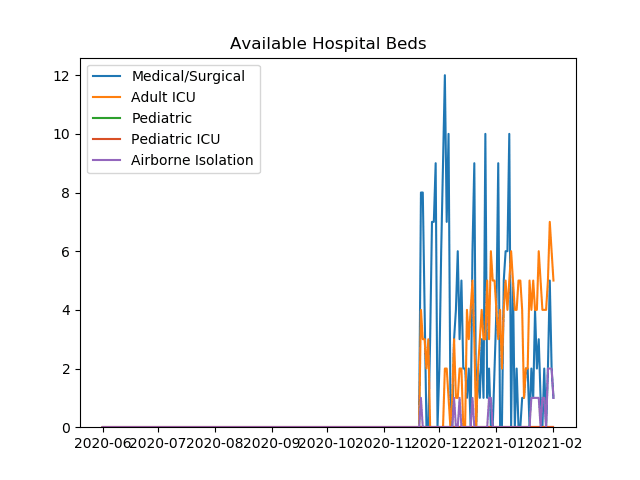 Available Hospital Beds
Medical/Surgical
Adult ICU
Pediatric
Pediatric ICU
Airborne Isolation
12
10
8
6
4
2
0
2020-06 2020-07 2020-08 2020-09 2020-10 2020-11 2020-12 2021-01 2021-02